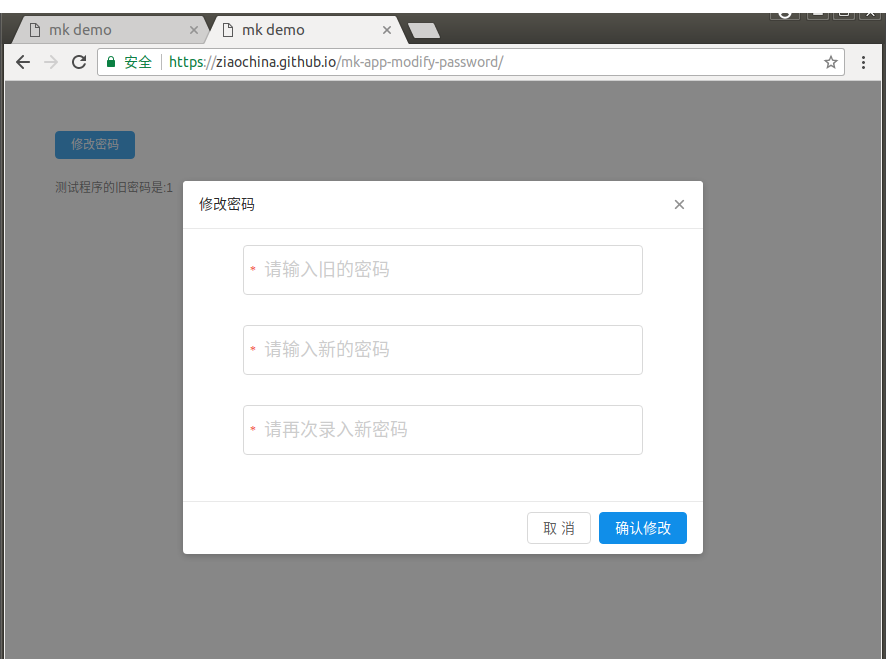 mk demo
mk demo
安全 https://ziaochina.github.io/mk-app-modify-password/
修改密码
测试程序的旧密码是:1
修改密码
* 请输入旧的密码
* 请输入新的密码
* 请再次录入新密码
取 消 确认修改